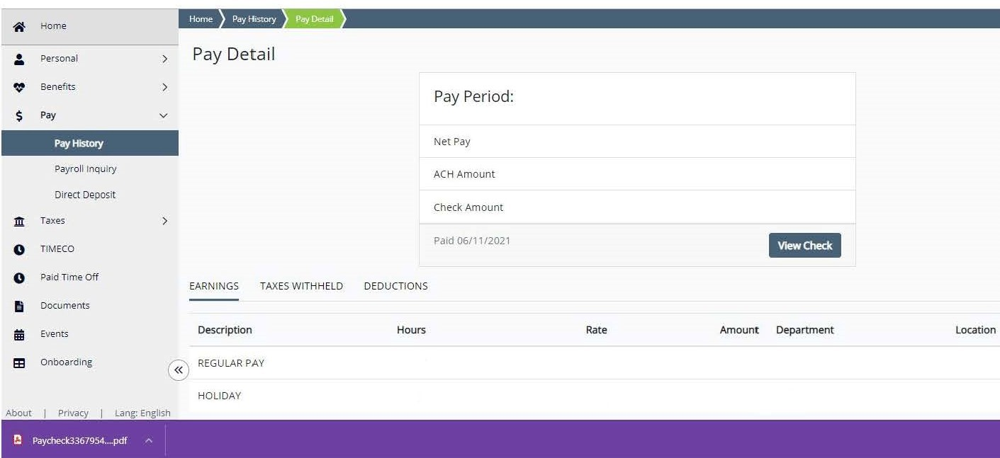 Home
Personal
Benefits
Pay
Pay History
Payroll Inquiry
Direct Deposit
Taxes
TIMECO
Paid Time Off
Documents
Events
Onboarding
About | Privacy | Lang: English
Home Pay History Pay Detail
Pay Detail
Pay Period:
Net Pay
ACH Amount
Check Amount
Paid 06/11/2021 View Check
EARNINGS TAXES WITHHELD DEDUCTIONS
Description Hours Rate Amount Department Location
REGULAR PAY
HOLIDAY
Paycheck3367954....pdf